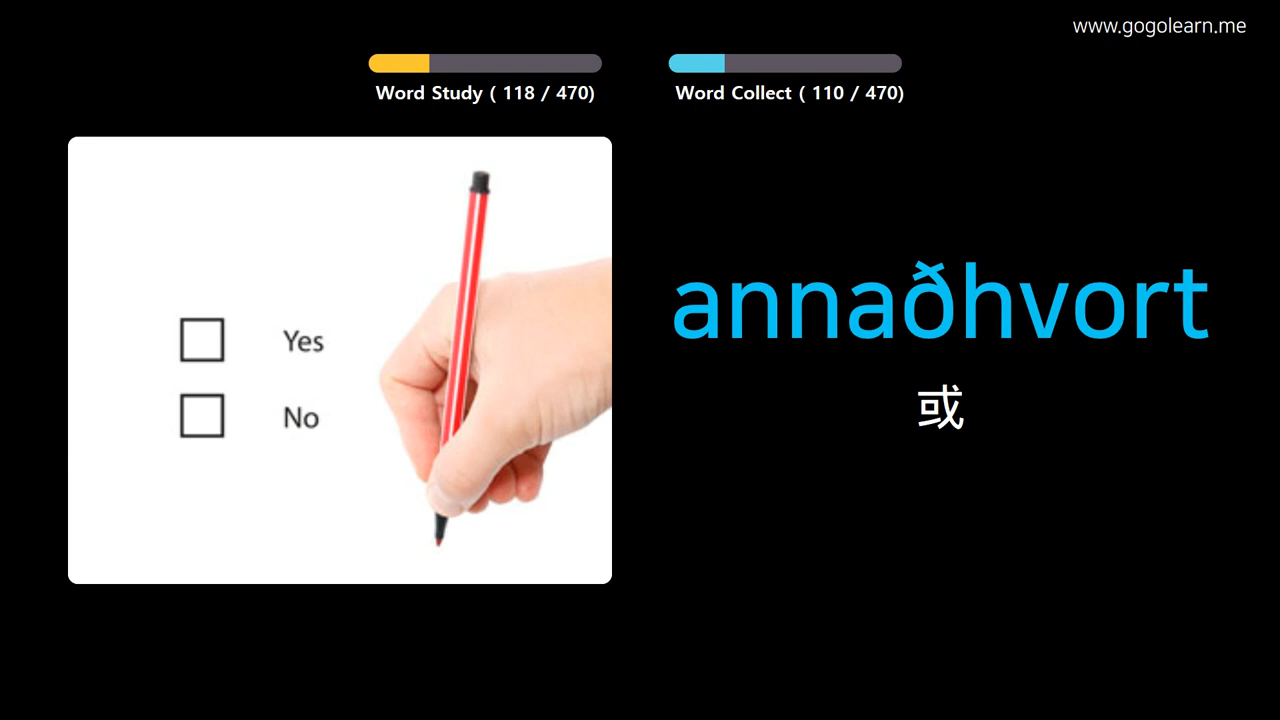 www.gogolearn.me
Word Study ( 118 / 470)
Word Collect ( 110 / 470)
Yes
No
annaðhvort
或